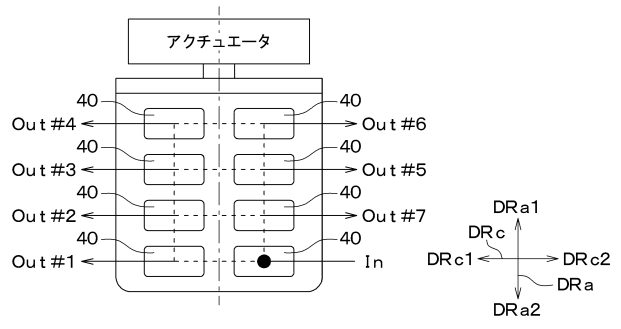 アクチュエータ
40 40
Out#4 Out#6
40 40
Out#3 Out#5
40 40
Out#2 Out#7
40 40
Out#1 In
DRa1
DRc
DRc1 DRc2
DRa
DRa2